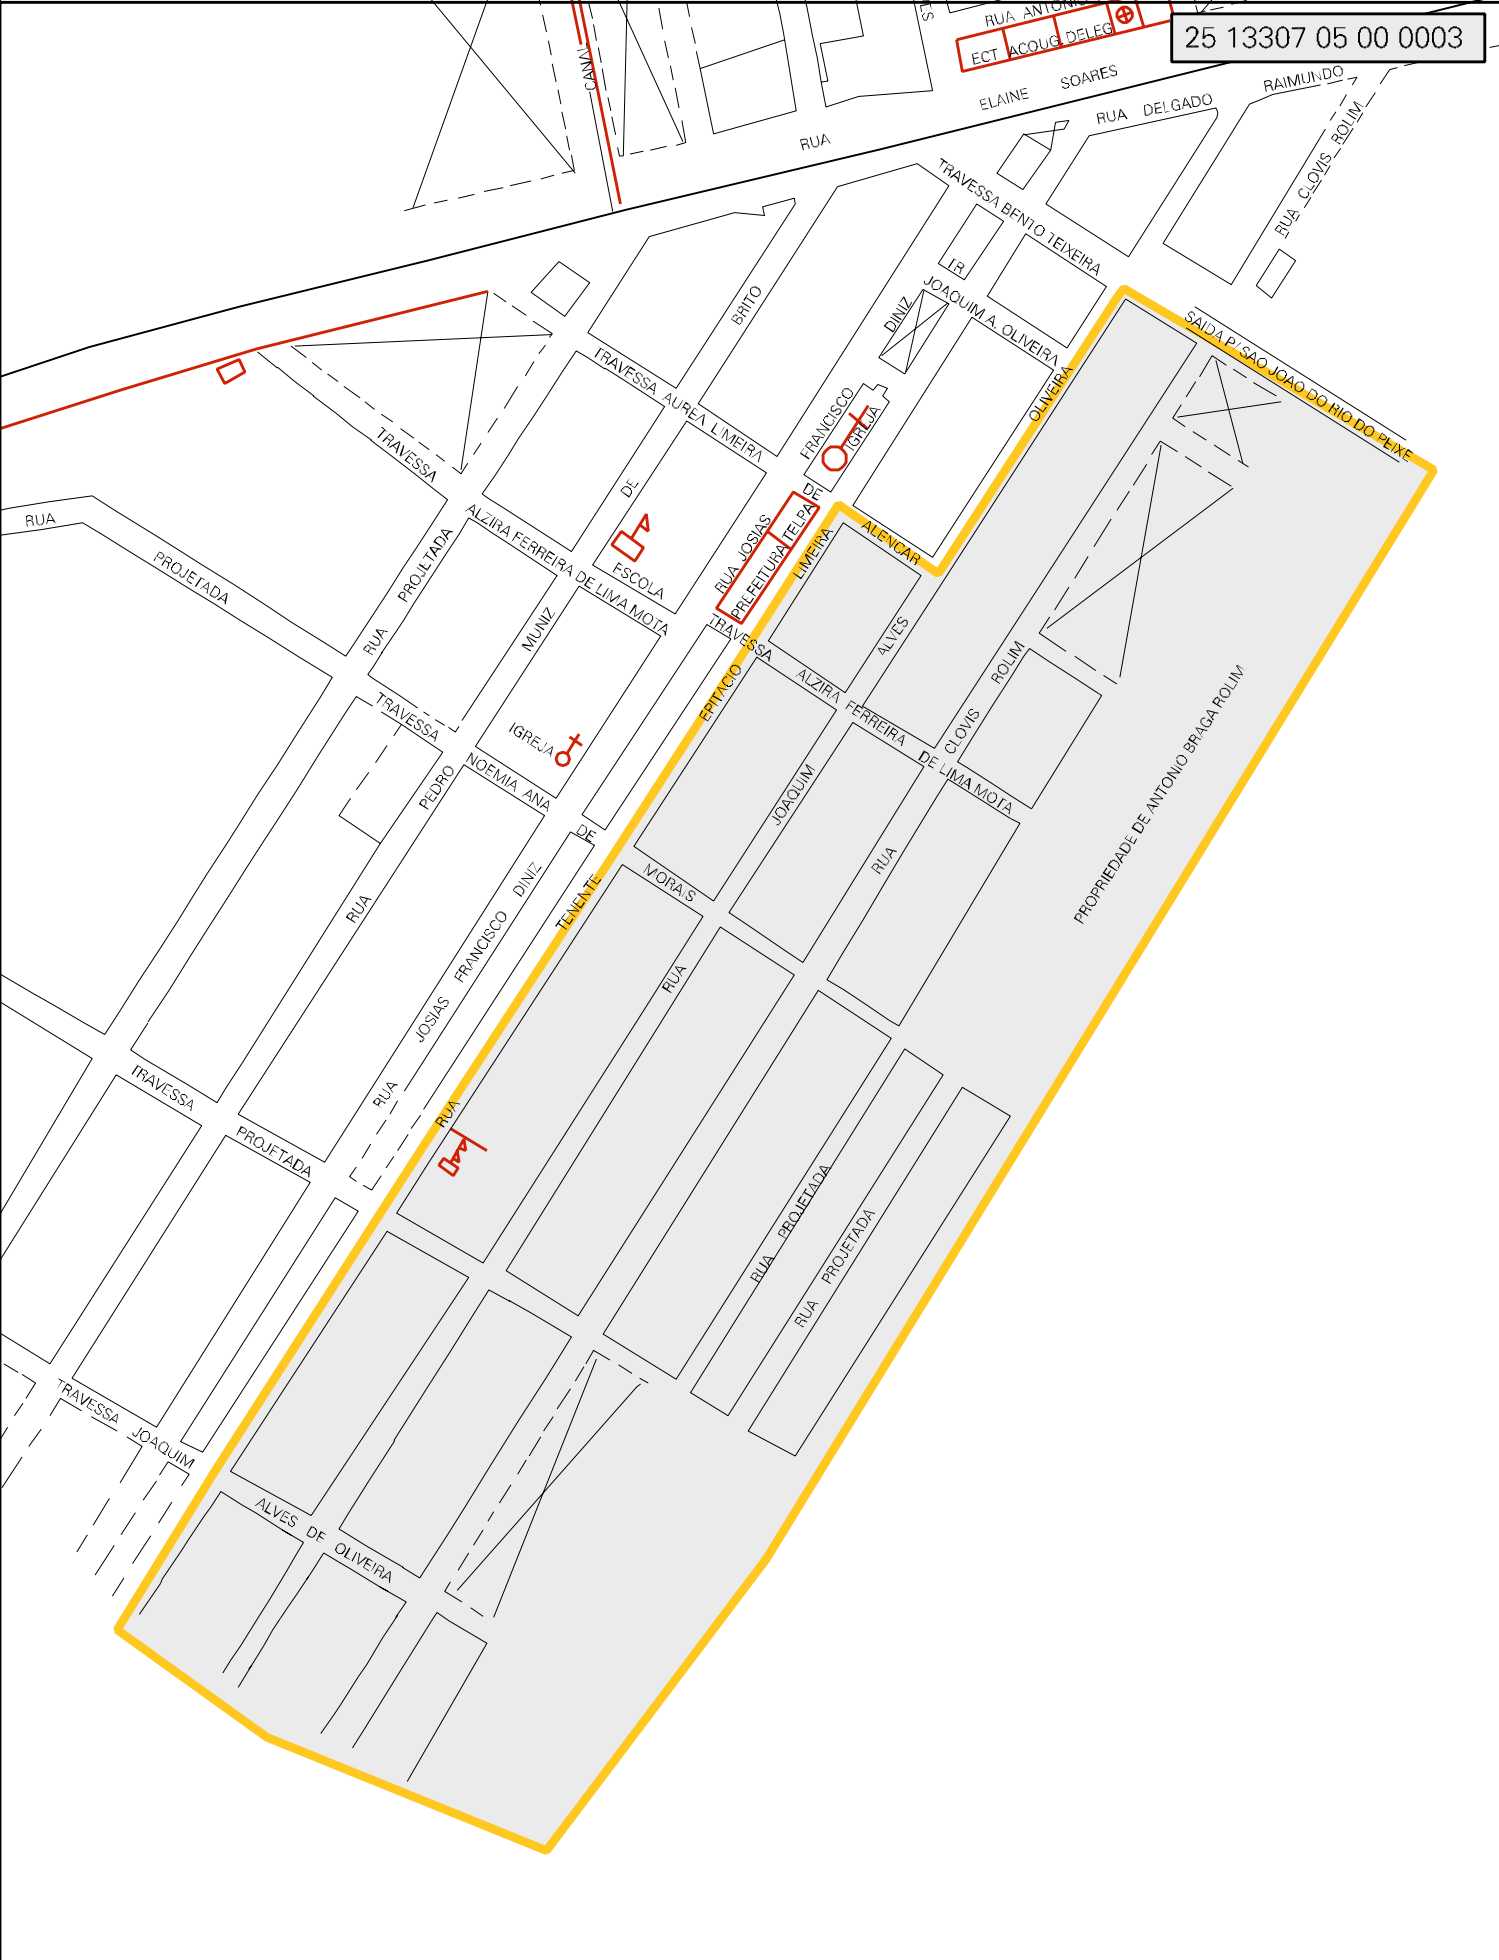 25 13307 05 00 0003
RUA ANTONIO
ECT
ACOUG.
DELEG
CANAL
RUA
ELAINE
SOARES
RUA DELGADO
RAIMUNDO
RUA CLOVIS ROLIM
TRAVESSA BENTO TEIXEIRA
T.R.
JOAQUIM A. OLIVEIRA
DINIZ
BRITO
SAIDA P/ SAO JOAO DO RIO DO PEIXE
TRAVESSA AUREA LIMEIRA
OLIVEIRA
FRANCISCO
IGREJA
TRAVESSA
DE
DE
RUA
ALZIRA FERREIRA DE LIMA MOTA
RUA JOSIAS
TELPA
PREFEITURA
LIMEIRA
ALENCAR
ESCOLA
PROJETADA
RUA
PROJETADA
MUNIZ
TRAVESSA
ALZIRA FERREIRA
DE LIMA MOTA
ALVES
ROLIM
CLOVIS
EPITACIO
PROPRIEDADE DE ANTONIO BRAGA ROLIM
TRAVESSA
NOEMIA ANA
DE
MORAIS
IGREJA
PEDRO
RUA
JOAQUIM
RUA
TENENTE
RUA
RUA
JOSIAS
FRANCISCO
DINIZ
RUA
TRAVESSA
PROJETADA
RUA PROJETADA
RUA PROJETADA
TRAVESSA JOAQUIM
ALVES DE OLIVEIRA